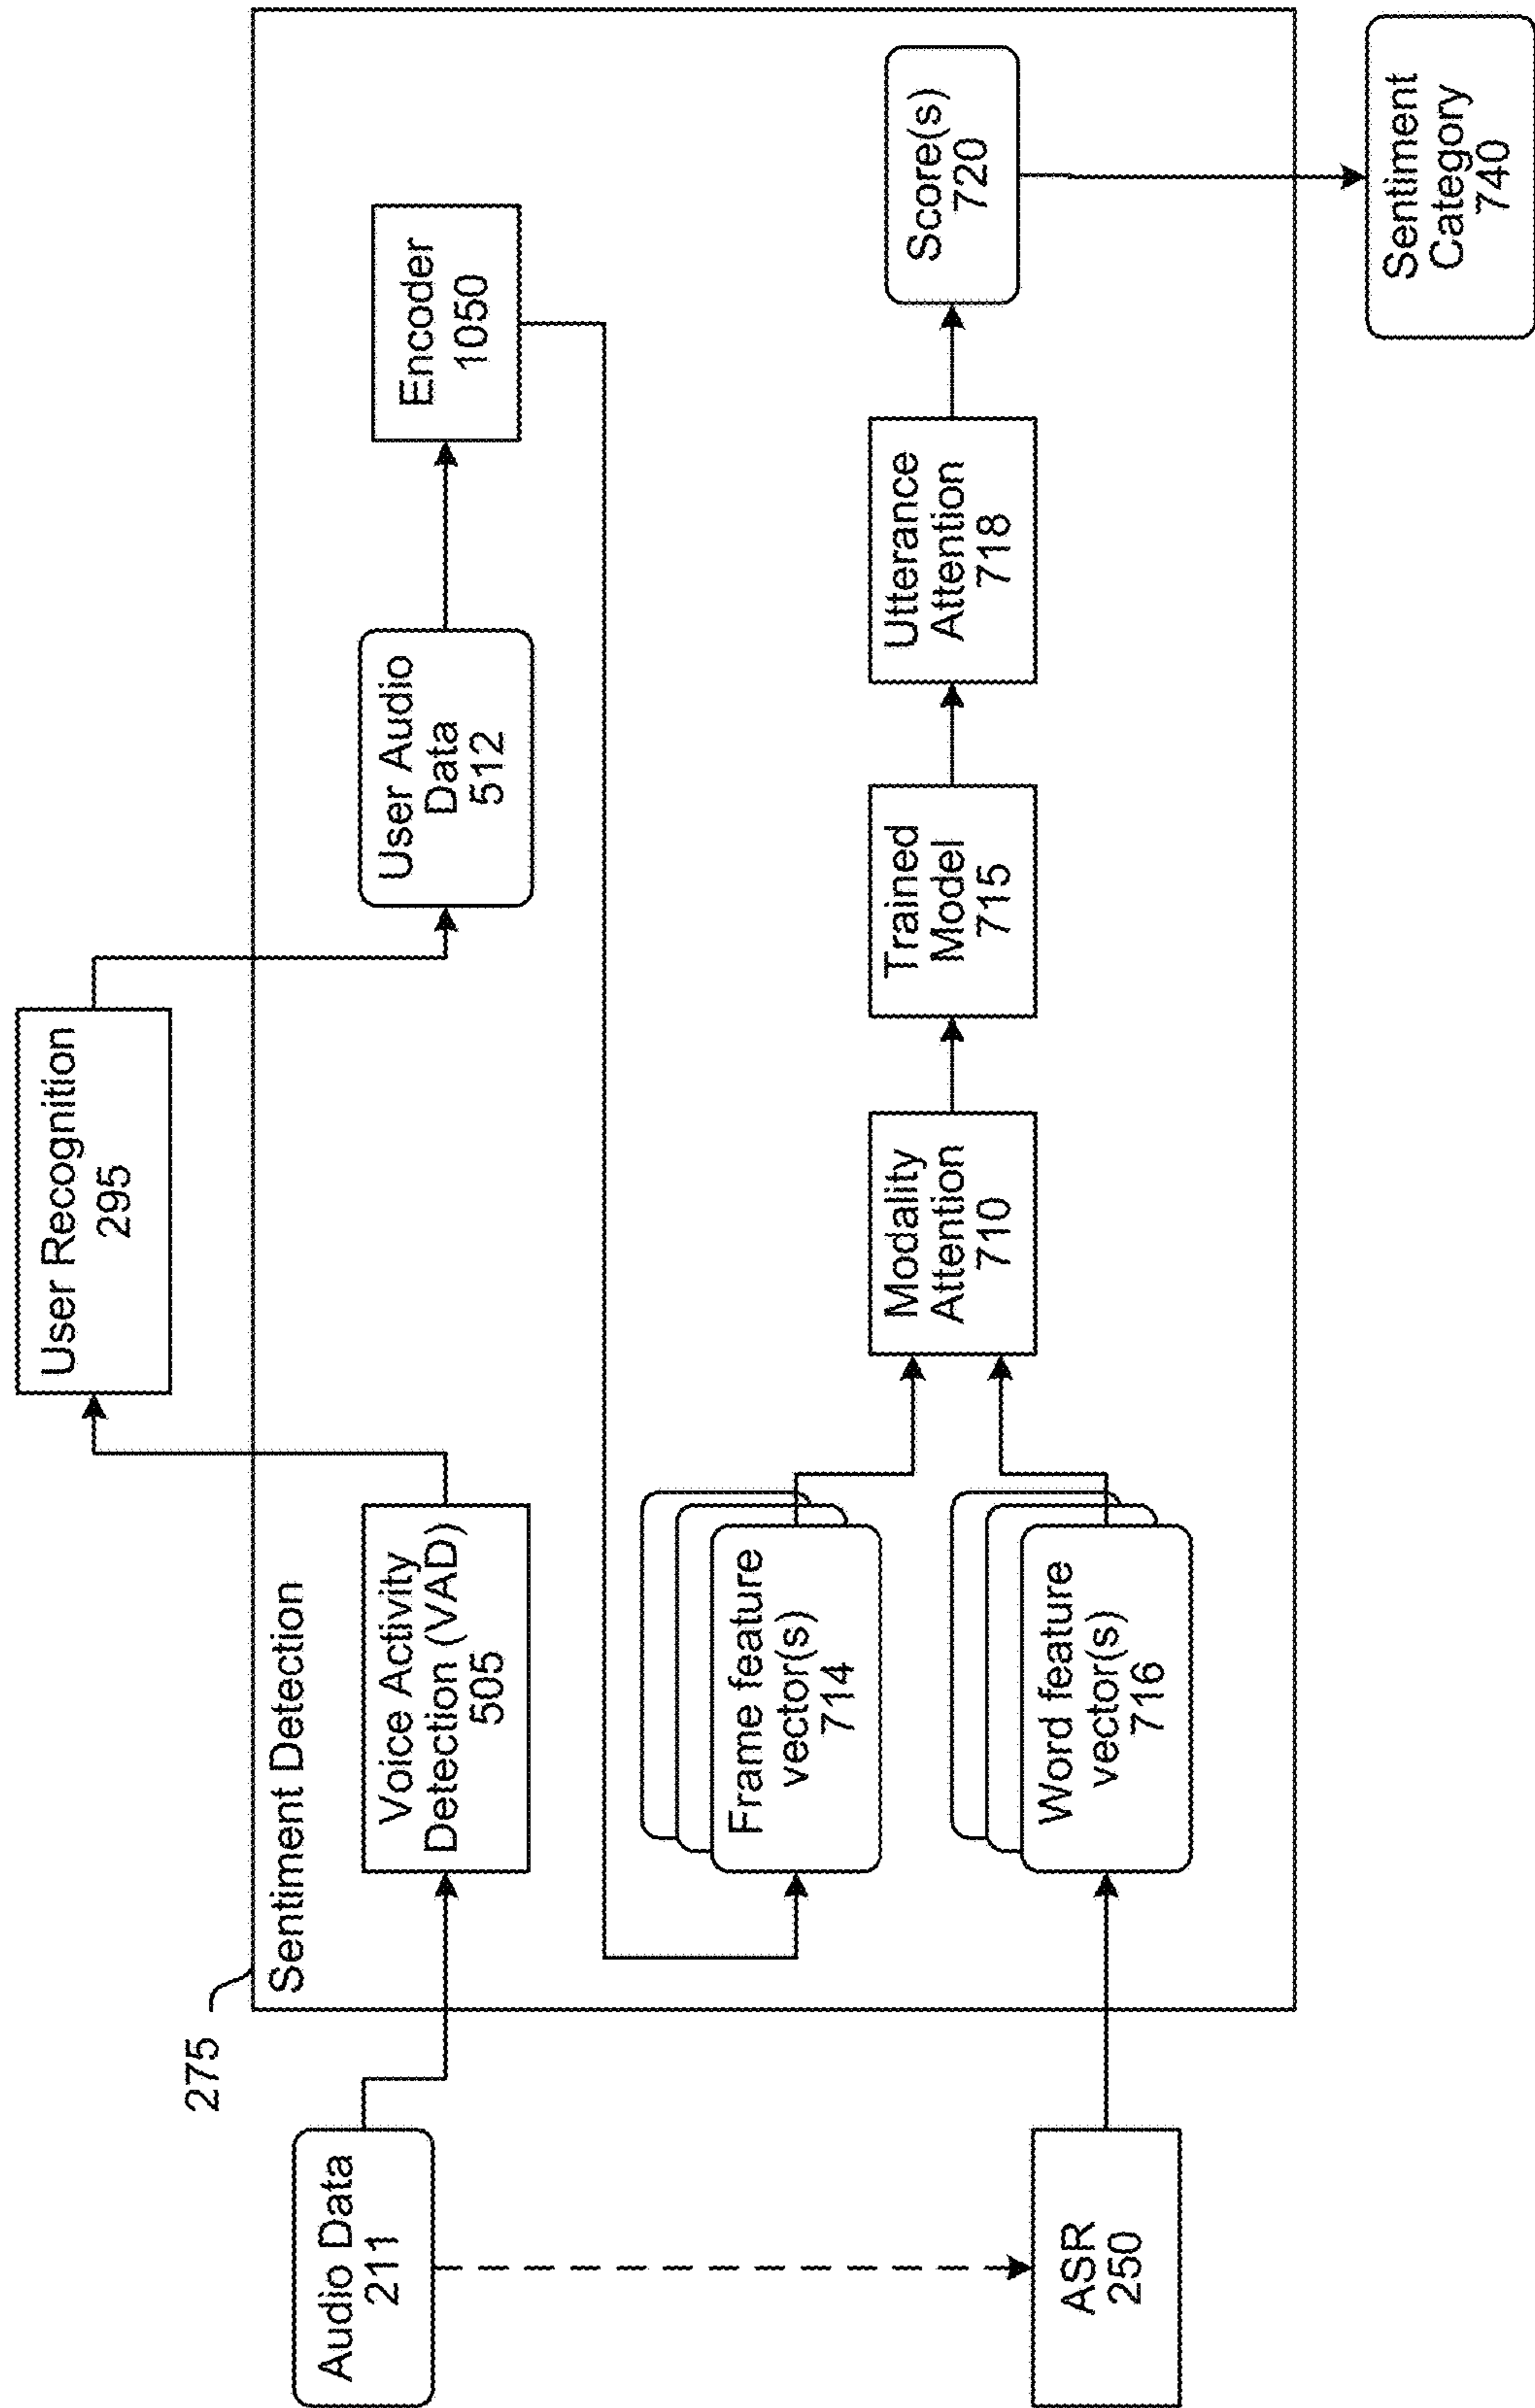 User Recognition
295
275
Sentiment Detection
Audio Data
211
Voice Activity
Detection (VAD)
505
User Audio
Data
512
Encoder
1050
Frame feature
vector(s)
714
Word feature
vector(s)
716
Modality
Attention
710
Trained
Model
715
Utterance
Attention
718
Score(s)
720
ASR
250
Sentiment
Category
740